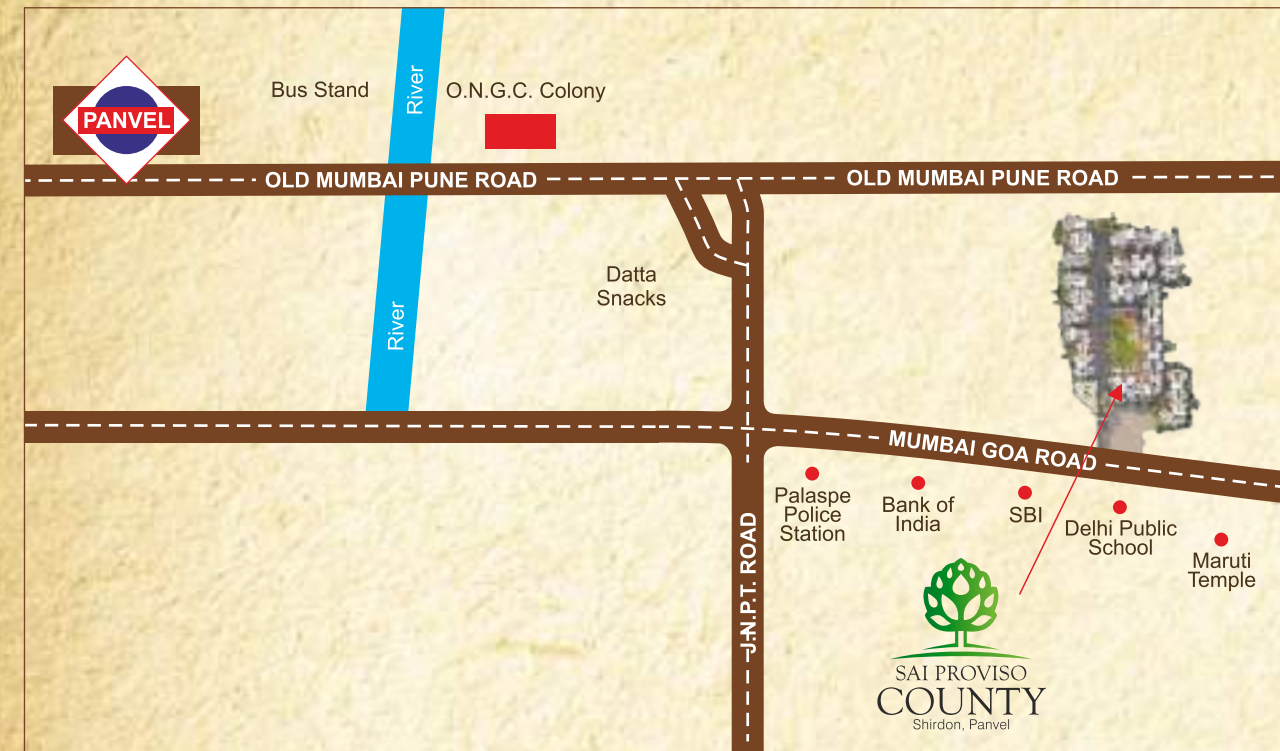 PANVEL
Bus Stand
River
O.N.G.C. Colony
OLD MUMBAI PUNE ROAD
OLD MUMBAI PUNE ROAD
Datta
Snacks
River
MUMBAI GOA ROAD
Palaspe
Police
Station
Bank of
India
SBI
Delhi Public
School
Maruti
Temple
J.N.P.T. ROAD
SAI PROVISO
COUNTY
Shirdon, Panvel